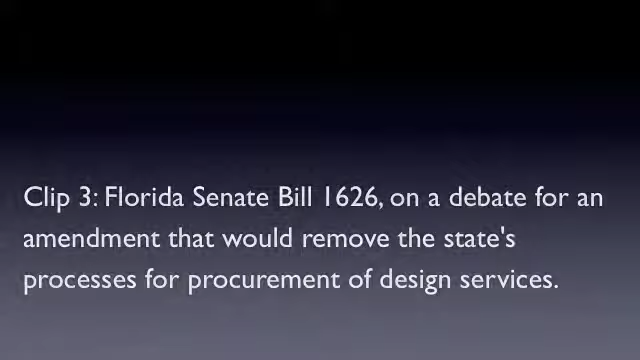 Clip 3: Florida Senate Bill 1626, on a debate for an
amendment that would remove the state's
processes for procurement of design services.